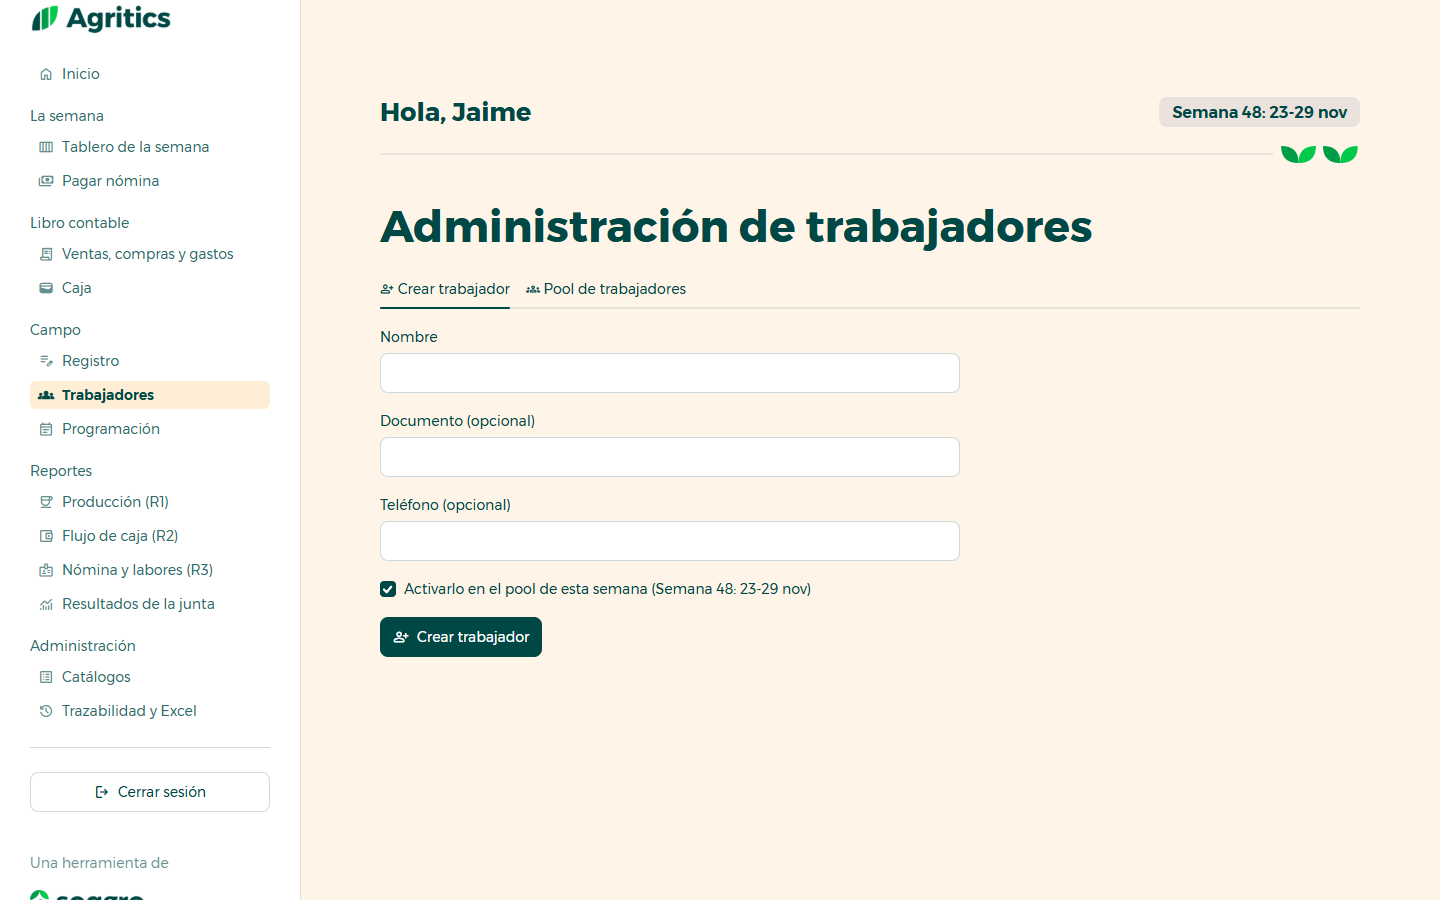 Agritics
Inicio
La semana
Tablero de la semana
Pagar nómina
Libro contable
Ventas, compras y gastos
Caja
Campo
Registro
Trabajadores
Programación
Reportes
Producción (R1)
Flujo de caja (R2)
Nómina y labores (R3)
Resultados de la junta
Administración
Catálogos
Trazabilidad y Excel
Cerrar sesión
Una herramienta de
Hola, Jaime
Semana 48: 23-29 nov
Administración de trabajadores
Crear trabajador
Pool de trabajadores
Nombre
Documento (opcional)
Teléfono (opcional)
Activarlo en el pool de esta semana (Semana 48: 23-29 nov)
Crear trabajador